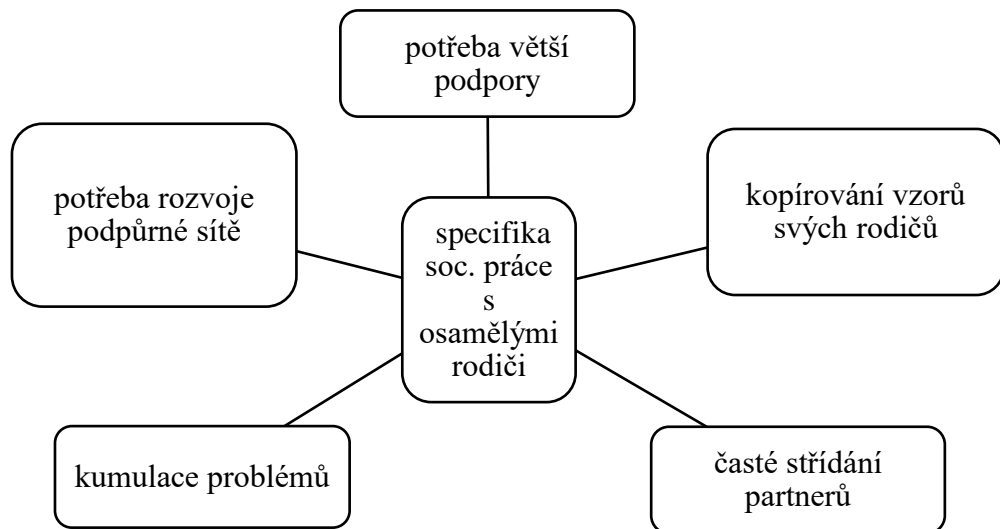 potřeba větší
podpory
potřeba rozvoje
podpůrné sítě
kopírování vzorů
svých rodičů
specifika
soc. práce
s
osamělými
rodiči
kumulace problémů
časté střídání
partnerů